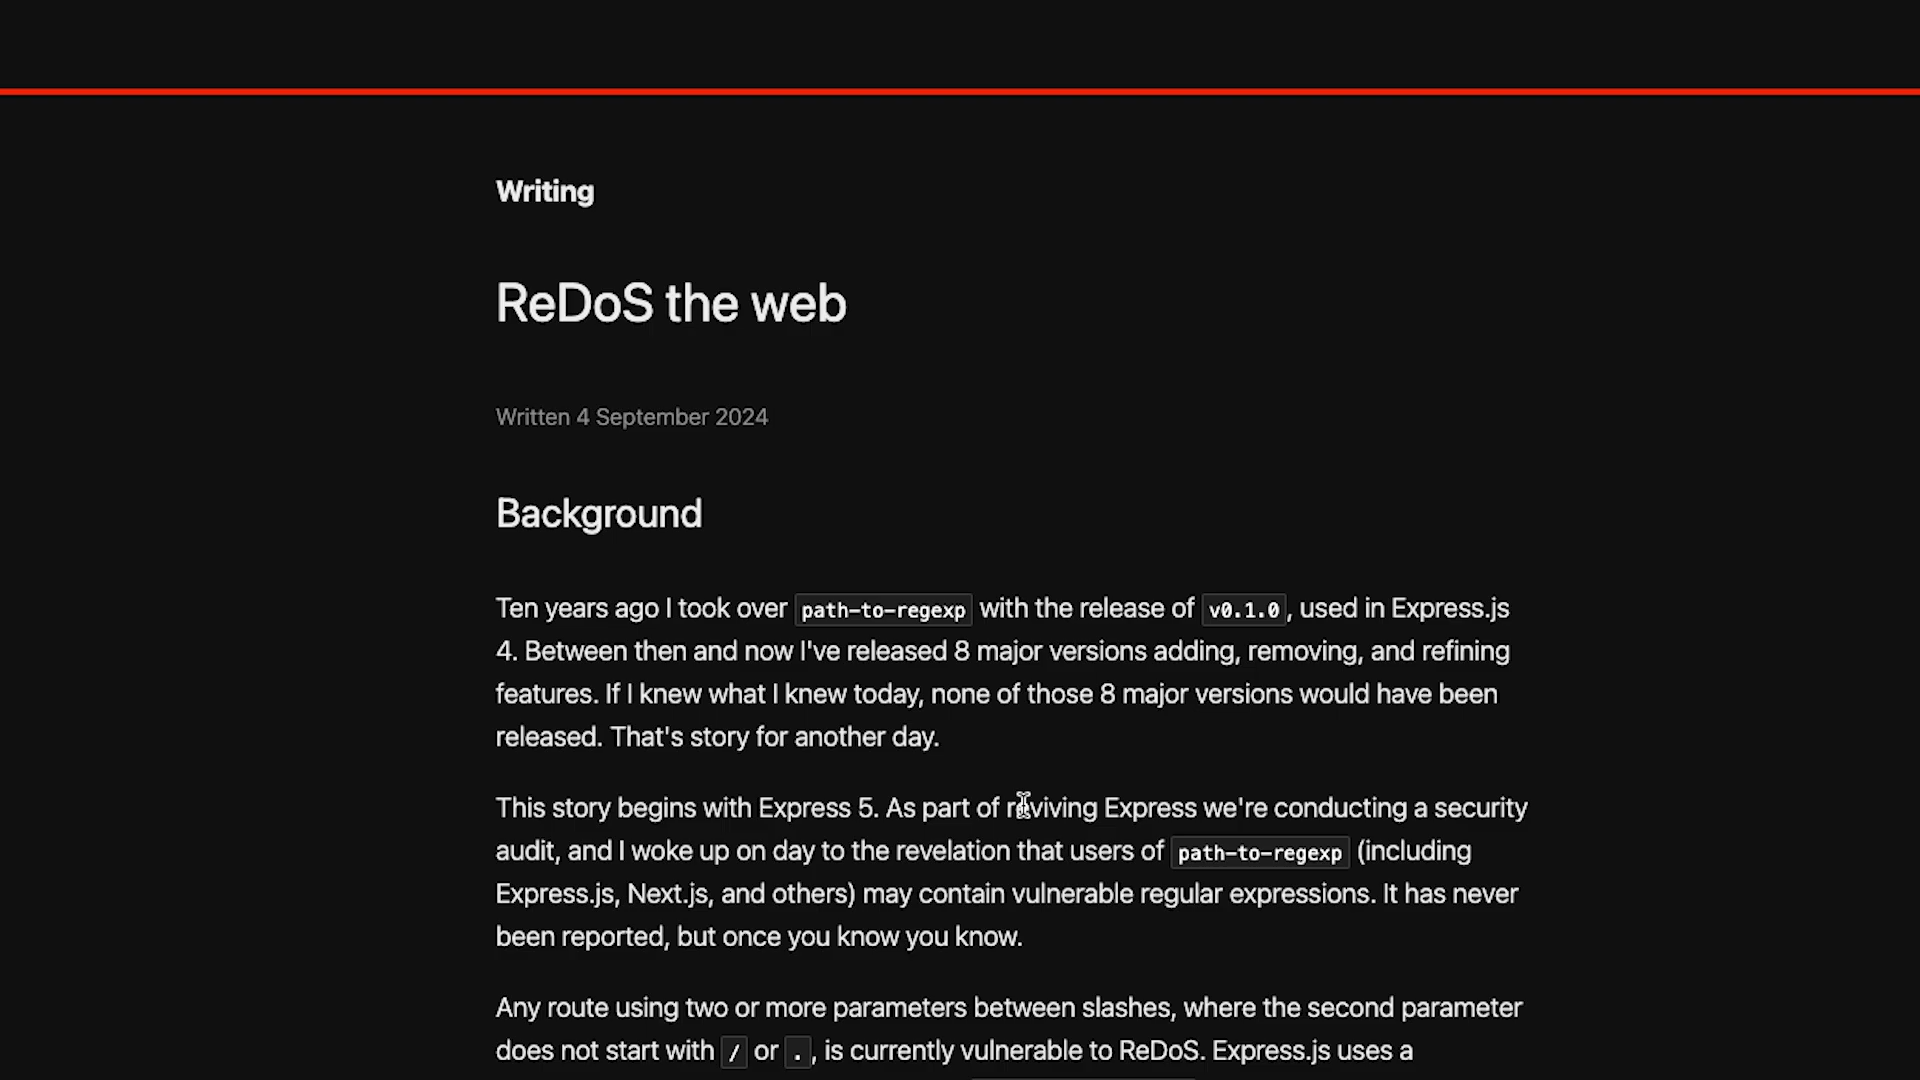 Writing
ReDoS the web
Written 4 September 2024
Background
Ten years ago I took over path-to-regexp with the release of v0.1.0, used in Express.js
4. Between then and now I've released 8 major versions adding, removing, and refining
features. If I knew what I knew today, none of those 8 major versions would have been
released. That's story for another day.
This story begins with Express 5. As part of reviving Express we're conducting a security
audit, and I woke up on day to the revelation that users of path-to-regexp (including
Express.js, Next.js, and others) may contain vulnerable regular expressions. It has never
been reported, but once you know you know.
Any route using two or more parameters between slashes, where the second parameter
does not start with / or ., is currently vulnerable to ReDoS. Express.js uses a